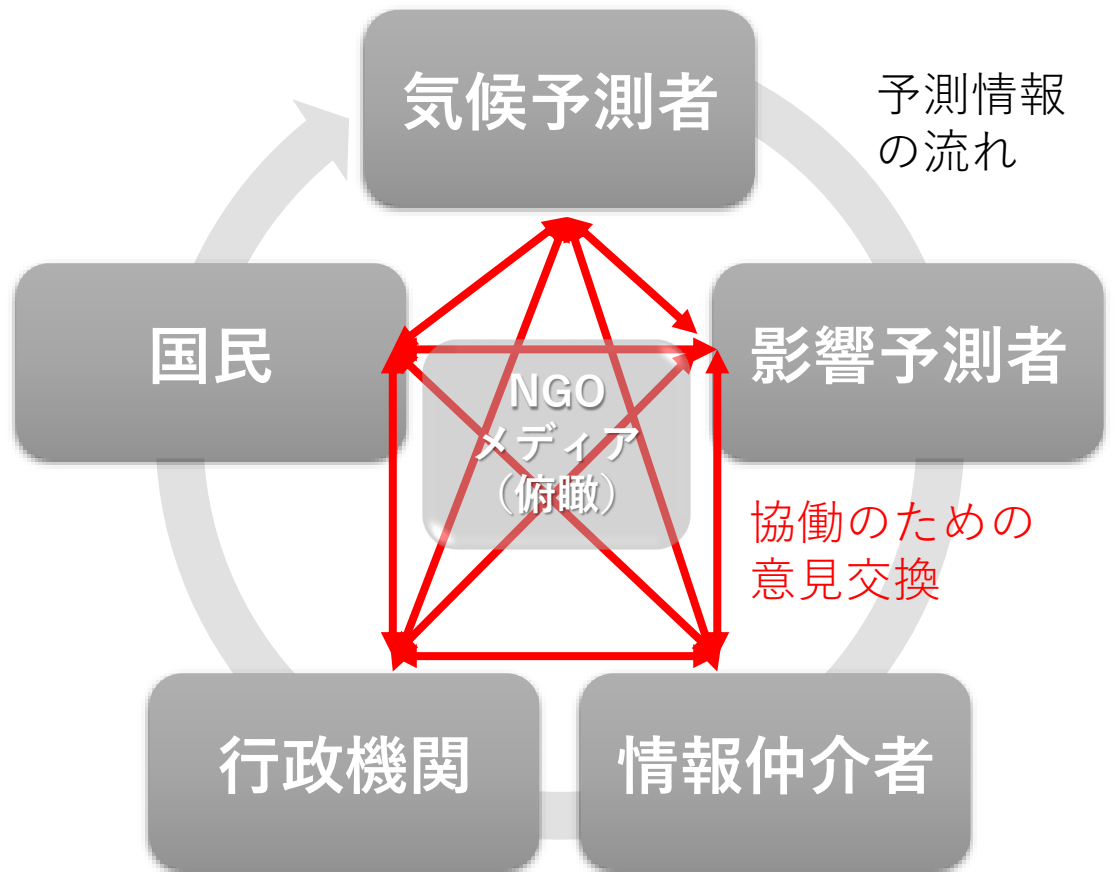 気候予測者
予測情報
の流れ
国民
影響予測者
NGO
メディア
（俯瞰）
協働のための
意見交換
行政機関
情報仲介者